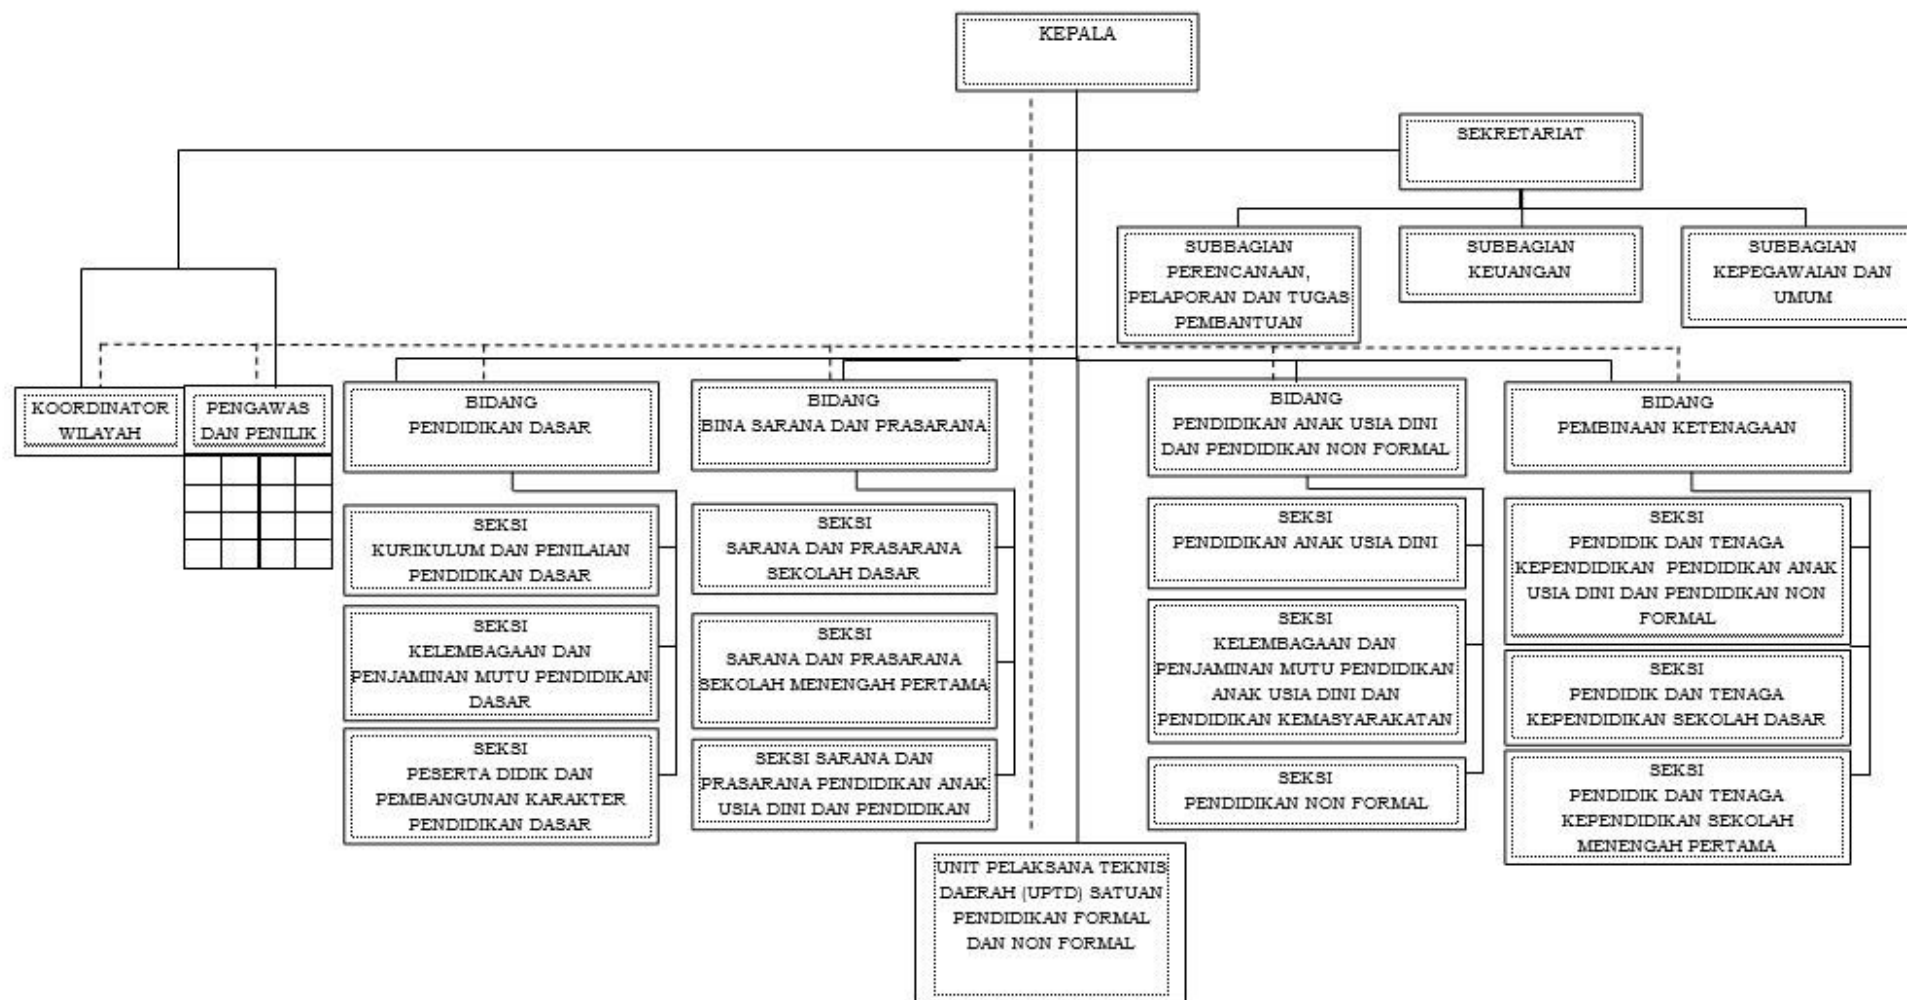 KEPALA
SEKRETARIAT
SUBBAGIAN
PERENCANAAN,
PELAPORAN DAN TUGAS
PEMBANTUAN
SUBBAGIAN
KEUANGAN
SUBBAGIAN
KEPEGAWAIAN DAN
UMUM
KOORDINATOR
WILAYAH
PENGAWAS
DAN PENILIK
BIDANG
PENDIDIKAN DASAR
BIDANG
BINA SARANA DAN PRASARANA
BIDANG
PENDIDIKAN ANAK USIA DINI
DAN PENDIDIKAN NON FORMAL
BIDANG
PEMBINAAN KETENAGAAN
SEKSI
KURIKULUM DAN PENILAIAN
PENDIDIKAN DASAR
SEKSI
KELEMBAGAAN DAN
PENJAMINAN MUTU PENDIDIKAN
DASAR
SEKSI
PESERTA DIDIK DAN
PEMBANGUNAN KARAKTER
PENDIDIKAN DASAR
SEKSI
SARANA DAN PRASARANA
SEKOLAH DASAR
SEKSI
SARANA DAN PRASARANA
SEKOLAH MENENGAH PERTAMA
SEKSI SARANA DAN
PRASARANA PENDIDIKAN ANAK
USIA DINI DAN PENDIDIKAN
SEKSI
PENDIDIKAN ANAK USIA DINI
SEKSI
KELEMBAGAAN DAN
PENJAMINAN MUTU PENDIDIKAN
ANAK USIA DINI DAN
PENDIDIKAN KEMASYARAKATAN
SEKSI
PENDIDIKAN NON FORMAL
SEKSI
PENDIDIK DAN TENAGA
KEPENDIDIKAN PENDIDIKAN ANAK
USIA DINI DAN PENDIDIKAN NON
FORMAL
SEKSI
PENDIDIK DAN TENAGA
KEPENDIDIKAN SEKOLAH DASAR
SEKSI
PENDIDIK DAN TENAGA
KEPENDIDIKAN SEKOLAH
MENENGAH PERTAMA
UNIT PELAKSANA TEKNIS
DAERAH (UPTD) SATUAN
PENDIDIKAN FORMAL
DAN NON FORMAL